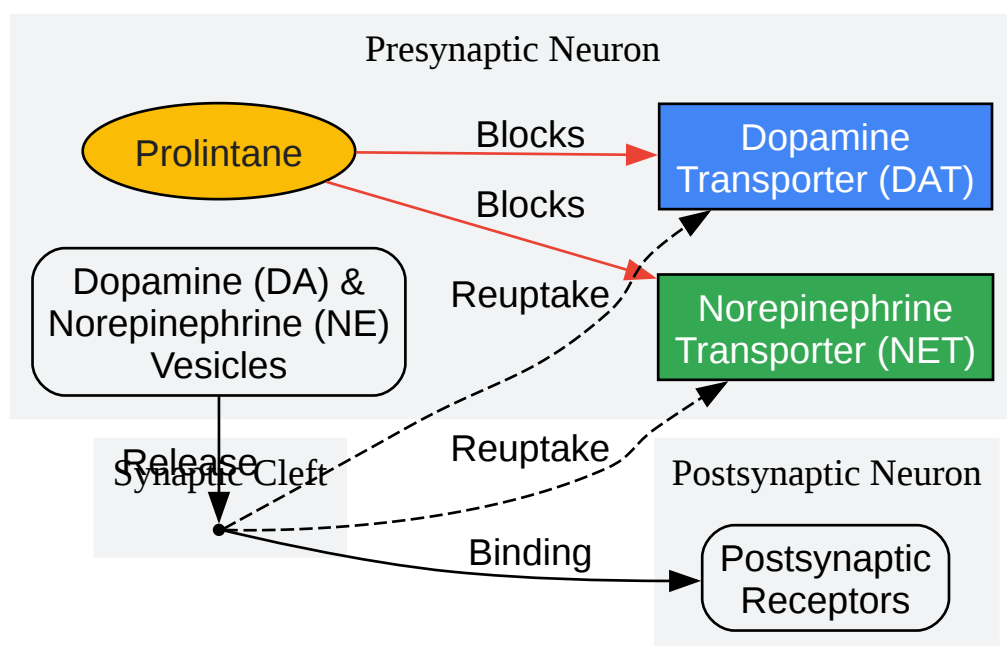 Presynaptic Neuron
Prolintane
Blocks
Dopamine
Transporter (DAT)
Blocks
Dopamine (DA) &
Norepinephrine (NE)
Vesicles
Reuptake
Norepinephrine
Transporter (NET)
Release
Synaptic Cleft
Reuptake
Postsynaptic Neuron
Binding
Postsynaptic
Receptors